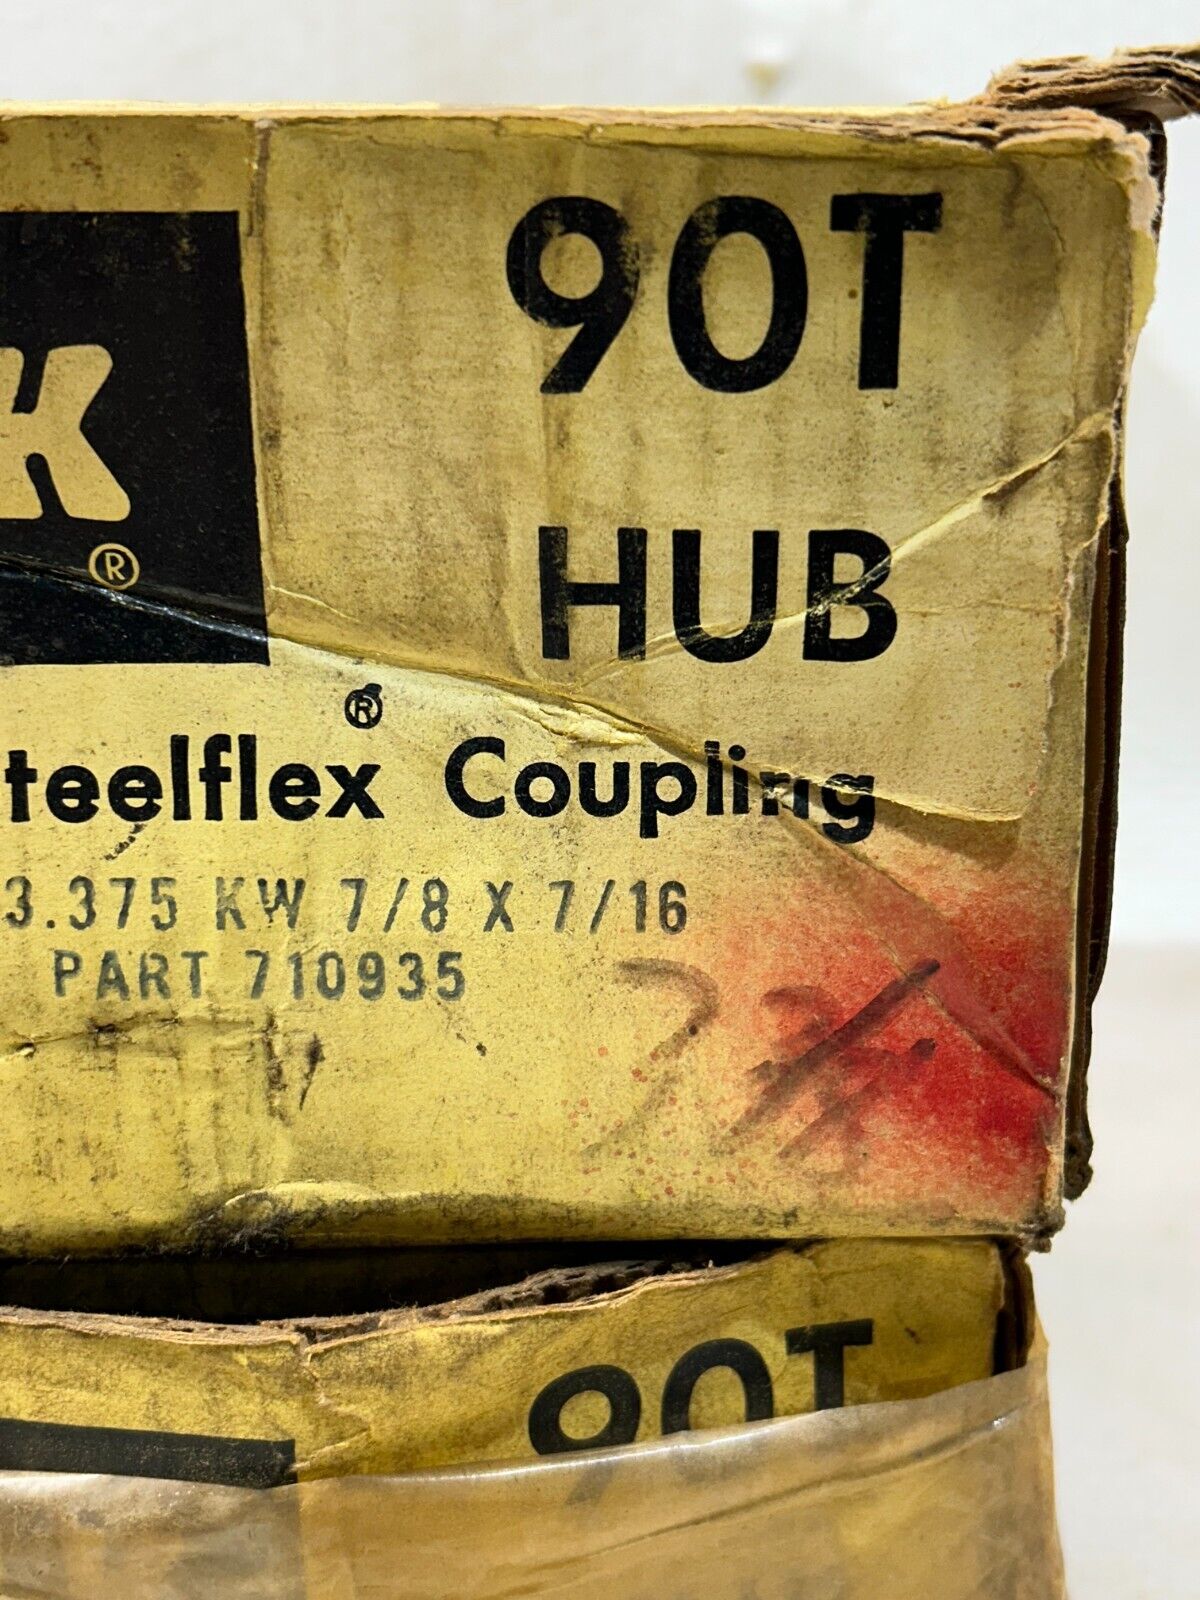 90T
K
HUB
®
®
teelflex Coupling
3.375 KW 7/8 X 7/16
PART 710935
90T